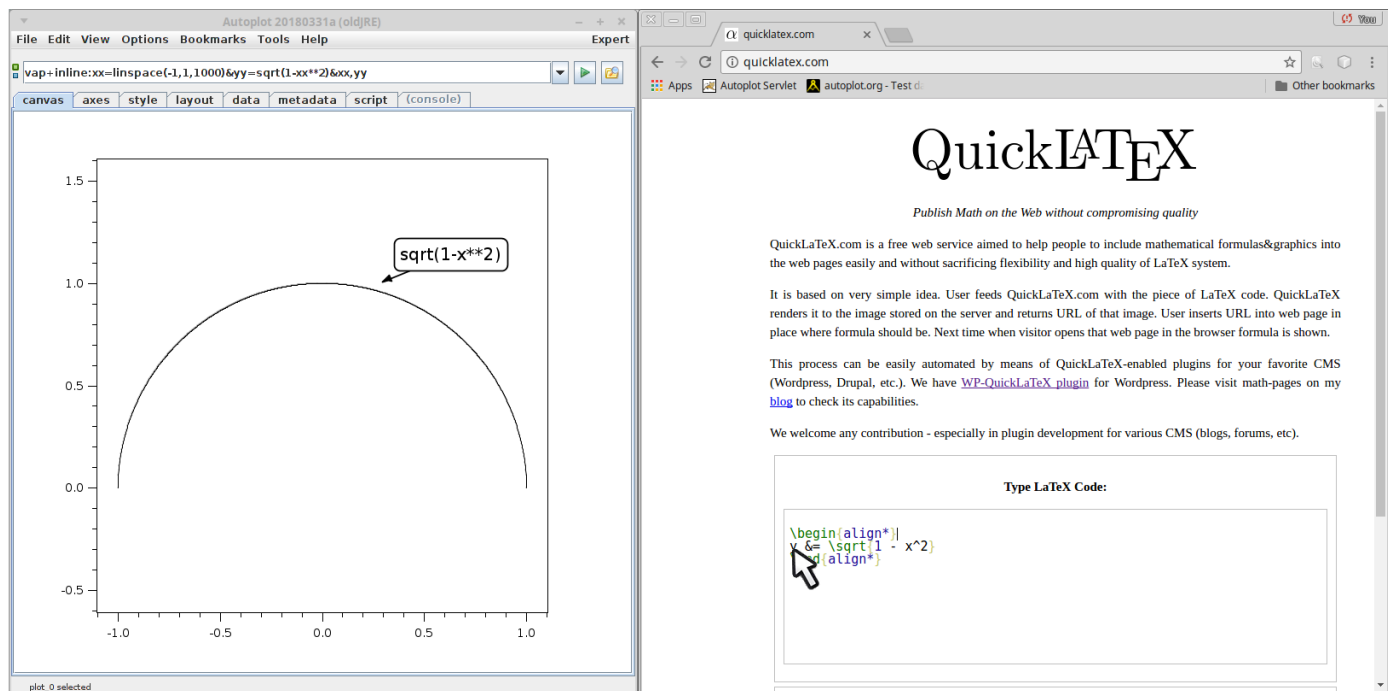 Autoplot 20180331a (oldJRE)
File Edit View Options Bookmarks Tools Help Expert
vap+inline:xx=linspace(-1,1,1000)&yy=sqrt(1-xx**2)&xx,yy
canvas axes style layout data metadata script (console)
1.5
sqrt(1-x**2)
1.0
0.5
0.0
-0.5
-1.0 -0.5 0.0 0.5 1.0
plot_0 selected
You
quicklatex.com
quicklatex.com
Apps Autoplot Servlet autoplot.org - Test d
Other bookmarks
QuickLATEX
Publish Math on the Web without compromising quality
QuickLaTeX.com is a free web service aimed to help people to include mathematical formulas&graphics into
the web pages easily and without sacrificing flexibility and high quality of LaTeX system.
It is based on very simple idea. User feeds QuickLaTeX.com with the piece of LaTeX code. QuickLaTeX
renders it to the image stored on the server and returns URL of that image. User inserts URL into web page in
place where formula should be. Next time when visitor opens that web page in the browser formula is shown.
This process can be easily automated by means of QuickLaTeX-enabled plugins for your favorite CMS
(Wordpress, Drupal, etc.). We have WP-QuickLaTeX plugin for Wordpress. Please visit math-pages on my
blog to check its capabilities.
We welcome any contribution - especially in plugin development for various CMS (blogs, forums, etc).
Type LaTeX Code:
\begin{align*}
y &= \sqrt{1 - x^2}
\end{align*}